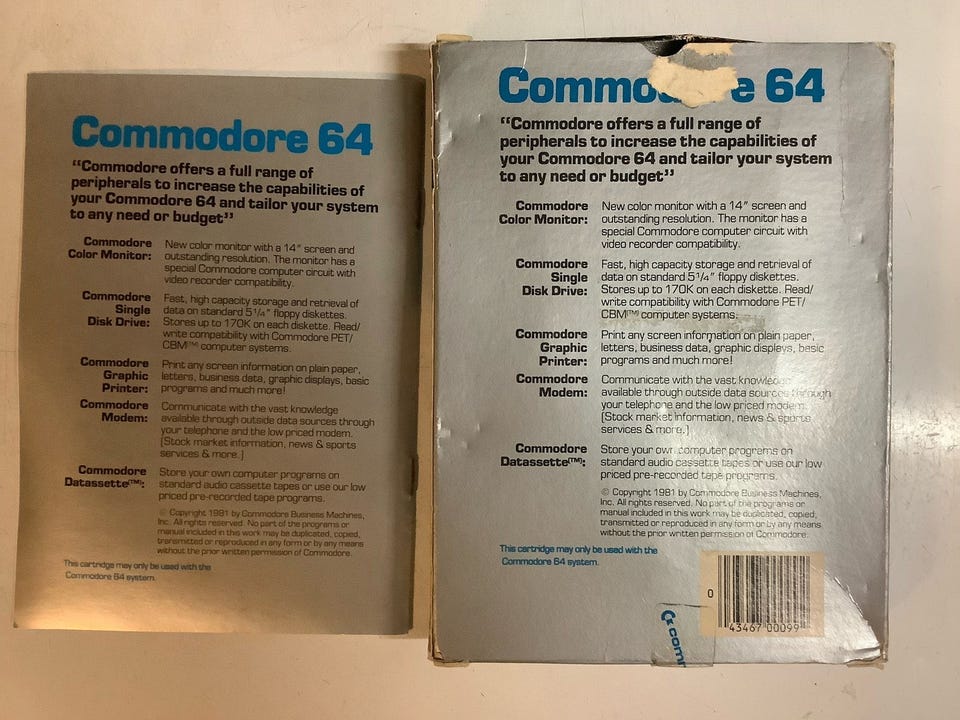 Commodore 64
“Commodore offers a full range of
peripherals to increase the capabilities of
your Commodore 64 and tailor your system
to any need or budget”
Commodore
Color Monitor:
New color monitor with a 14″ screen and
outstanding resolution. The monitor has a
special Commodore computer circuit with
video recorder compatibility.
Commodore
Single
Disk Drive:
Fast, high capacity storage and retrieval of
data on standard 5 1/4″ floppy diskettes.
Stores up to 170K on each diskette. Read/
write compatibility with Commodore PET/
CBM(TM) computer systems.
Commodore
Graphic
Printer:
Print any screen information on plain paper,
letters, business data, graphic displays, basic
programs and much more!
Commodore
Modem:
Communicate with the vast knowledge
available through outside data sources through
your telephone and the low priced modem.
[Stock market information, news & sports
services & more.]
Commodore
Datassette(TM):
Store your own computer programs on
standard audio cassette tapes or use our low
priced pre-recorded tape programs.
© Copyright 1981 by Commodore Business Machines,
Inc. All rights reserved. No part of the programs or
manual included in this work may be duplicated, copied,
transmitted or reproduced in any form or by any means
without the prior written permission of Commodore.
This cartridge may only be used with the
Commodore 64 system.
Commo e 64
“Commodore offers a full range of
peripherals to increase the capabilities of
your Commodore 64 and tailor your system
to any need or budget”
Commodore
Color Monitor:
New color monitor with a 14″ screen and
outstanding resolution. The monitor has a
special Commodore computer circuit with
video recorder compatibility.
Commodore
Single
Disk Drive:
Fast, high capacity storage and retrieval of
data on standard 5 1/4″ floppy diskettes.
Stores up to 170K on each diskette. Read/
write compatibility with Commodore PET/
CBM(TM) computer systems.
Commodore
Graphic
Printer:
Print any screen information on plain paper,
letters, business data, graphic displays, basic
programs and much more!
Commodore
Modem:
Communicate with the vast knowledge
available through outside data sources through
your telephone and the low priced modem.
[Stock market information, news & sports
services & more.]
Commodore
Datassette(TM):
Store your own computer programs on
standard audio cassette tapes or use our low
priced pre-recorded tape programs.
© Copyright 1981 by Commodore Business Machines,
Inc. All rights reserved. No part of the programs or
manual included in this work may be duplicated, copied,
transmitted or reproduced in any form or by any means
without the prior written permission of Commodore.
This cartridge may only be used with the
Commodore 64 system.
0
43467 00099
comm